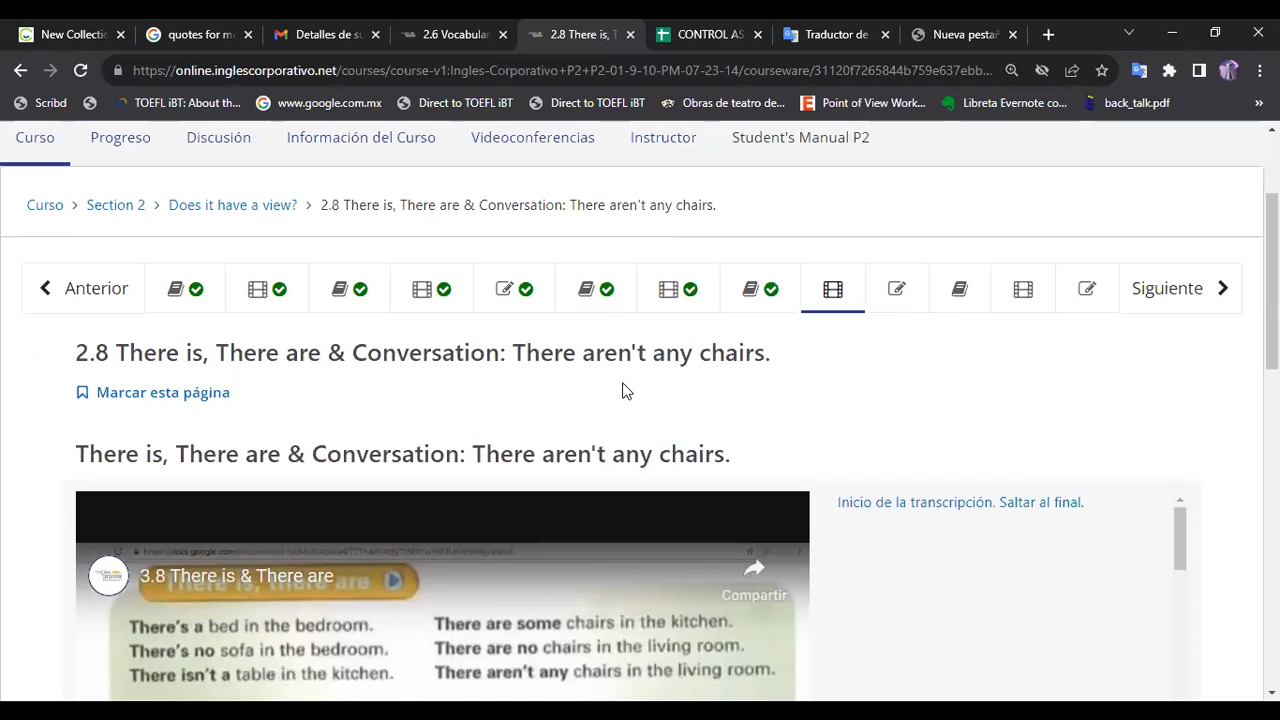 New Collecti
quotes for mo
Detalles de su
2.6 Vocabular
2.8 There is, T
CONTROL AS
Traductor de
Nueva pestañ
https://online.inglescorporativo.net/courses/course-v1:Ingles-Corporativo+P2+P2-01-9-10-PM-07-23-14/courseware/31120f7265844b759e637ebb...
Scribd
TOEFL iBT: About th...
www.google.com.mx
Direct to TOEFL iBT
Direct to TOEFL iBT
Obras de teatro de...
Point of View Work...
Libreta Evernote co...
back_talk.pdf
»
Curso
Progreso
Discusión
Información del Curso
Videoconferencias
Instructor
Student's Manual P2
Curso > Section 2 > Does it have a view? > 2.8 There is, There are & Conversation: There aren't any chairs.
Anterior
Siguiente
2.8 There is, There are & Conversation: There aren't any chairs.
Marcar esta página
There is, There are & Conversation: There aren't any chairs.
Inicio de la transcripción. Saltar al final.
3.8 There is & There are
There is, there are
Compartir
There's a bed in the bedroom.
There's no sofa in the bedroom.
There isn't a table in the kitchen.
There are some chairs in the kitchen.
There are no chairs in the living room.
There aren't any chairs in the living room.